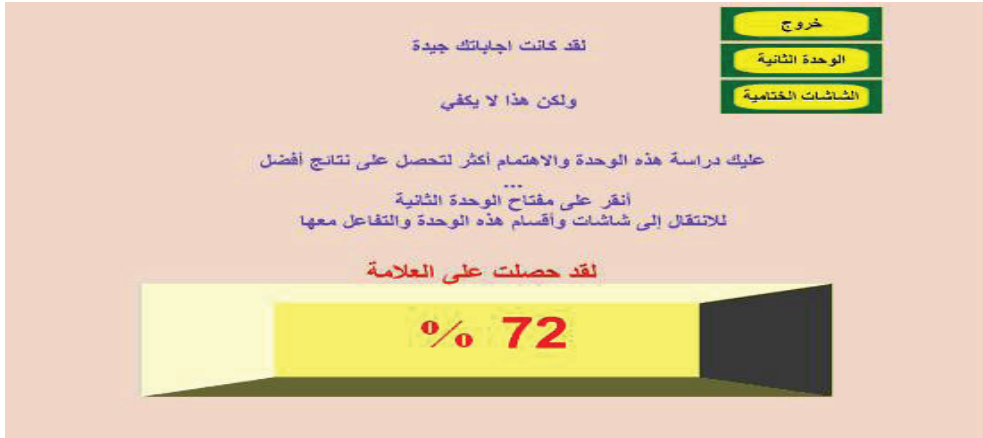 خروج
الوحدة الثانية
الشاشات الختامية
لقد كانت اجاباتك جيدة
ولكن هذا لا يكفي
عليك دراسة هذه الوحدة والاهتمام أكثر لتحصل على نتائج أفضل
...
أنقر على مفتاح الوحدة الثانية
للانتقال إلى شاشات وأقسام هذه الوحدة والتفاعل معها
لقد حصلت على العلامة
% 72